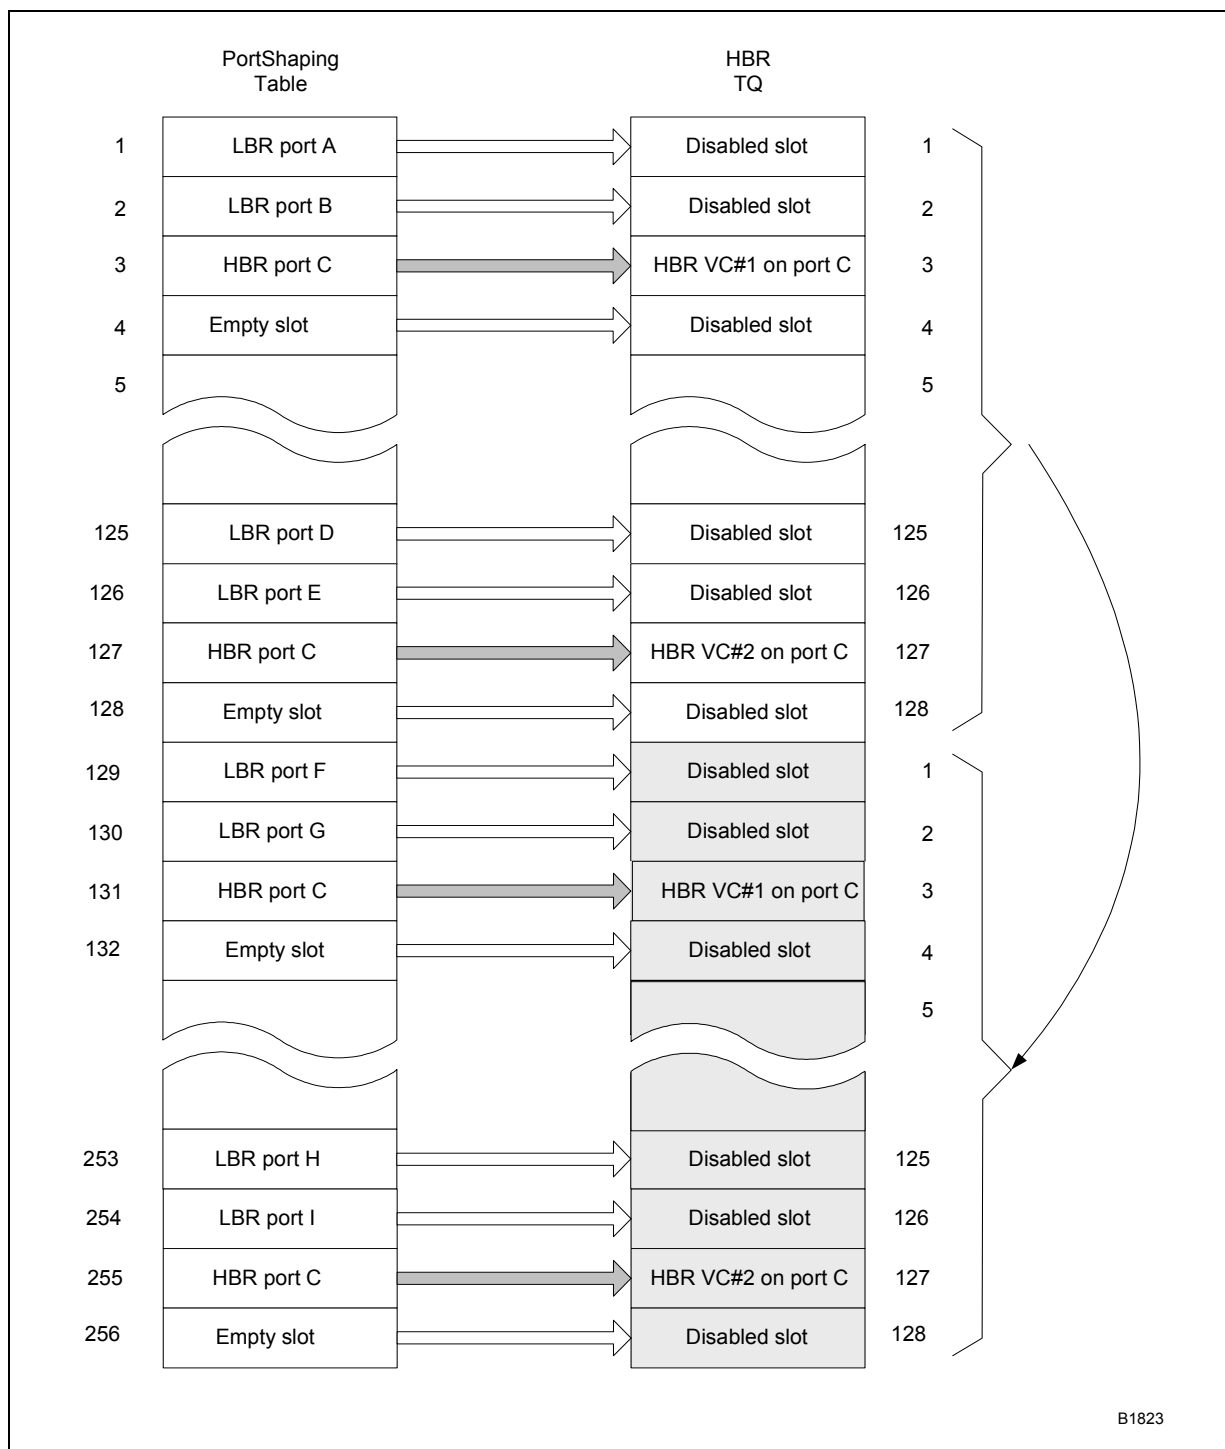 PortShaping
Table
HBR
TQ
1 LBR port A Disabled slot 1
2 LBR port B Disabled slot 2
3 HBR port C HBR VC#1 on port C 3
4 Empty slot Disabled slot 4
5 5
125 LBR port D Disabled slot 125
126 LBR port E Disabled slot 126
127 HBR port C HBR VC#2 on port C 127
128 Empty slot Disabled slot 128
129 LBR port F Disabled slot 1
130 LBR port G Disabled slot 2
131 HBR port C HBR VC#1 on port C 3
132 Empty slot Disabled slot 4
5
253 LBR port H Disabled slot 125
254 LBR port I Disabled slot 126
255 HBR port C HBR VC#2 on port C 127
256 Empty slot Disabled slot 128
B1823